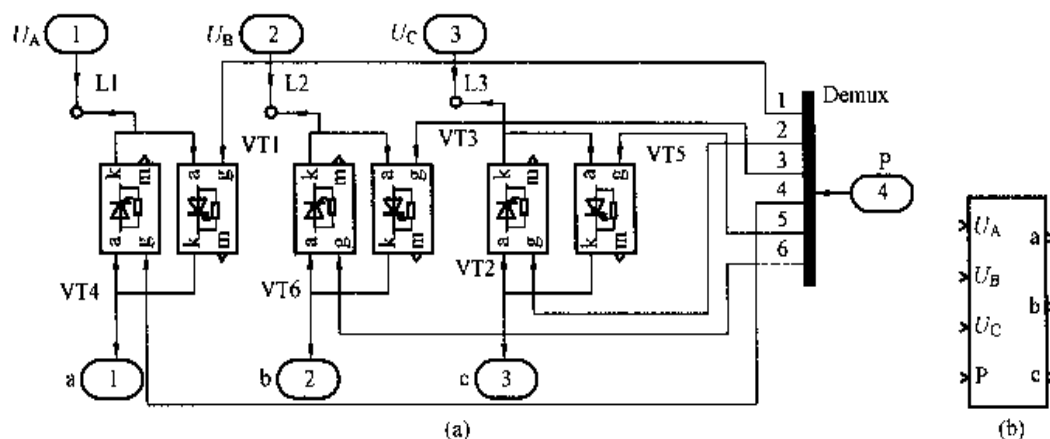 U_A 1 U_B 2 U_C 3
L1 L2 L3
1 Demux
2
VT1 VT3 VT5 3 P
k m a g k m a g k m a g 4 4
5
a g k m a g k m a g k m 6
VT4 VT6 VT2
a 1 b 2 c 3
(a)
U_A a
U_B b
U_C
P c
(b)